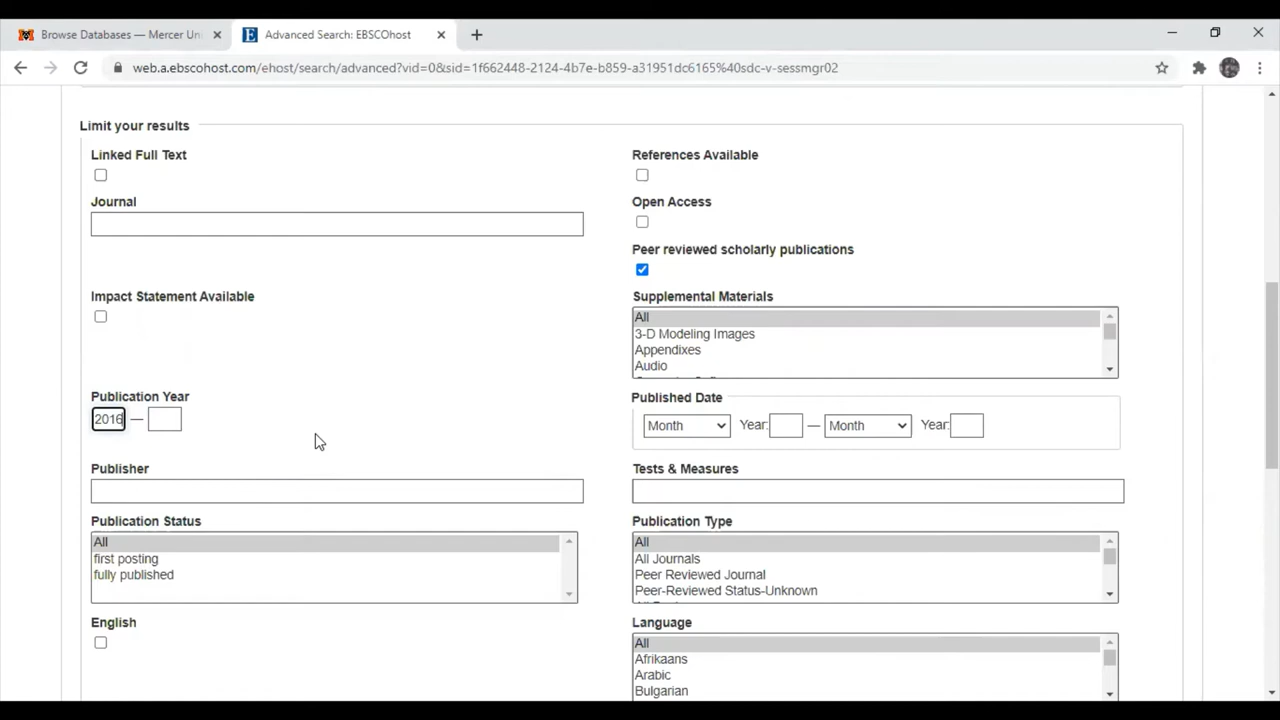 Browse Databases — Mercer Uni
Advanced Search: EBSCOhost
web.a.ebscohost.com/ehost/search/advanced?vid=0&sid=1f662448-2124-4b7e-b859-a31951dc6165%40sdc-v-sessmgr02
Limit your results
Linked Full Text
References Available
Journal
Open Access
Peer reviewed scholarly publications
Impact Statement Available
Supplemental Materials
All
3-D Modeling Images
Appendixes
Audio
Publication Year
2016 —
Published Date
Month Year: — Month Year:
Publisher
Tests & Measures
Publication Status
All
first posting
fully published
Publication Type
All
All Journals
Peer Reviewed Journal
Peer-Reviewed Status-Unknown
English
Language
All
Afrikaans
Arabic
Bulgarian